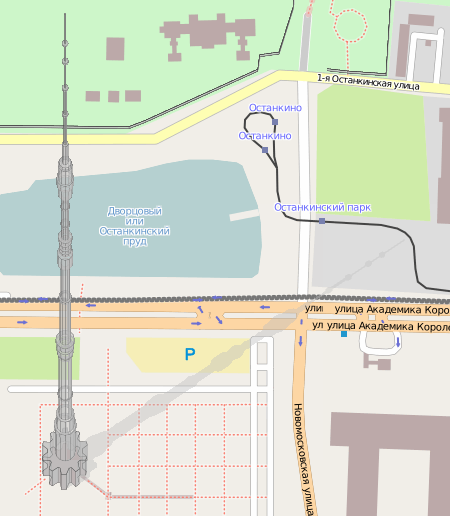 1-я Останкинская улица
Останкино
Останкино
Останкинский парк
Дворцовый
или
Останкинский
пруд
ули улица Академика Коро
ул улица Академика Короле
P
Новомосковская улица